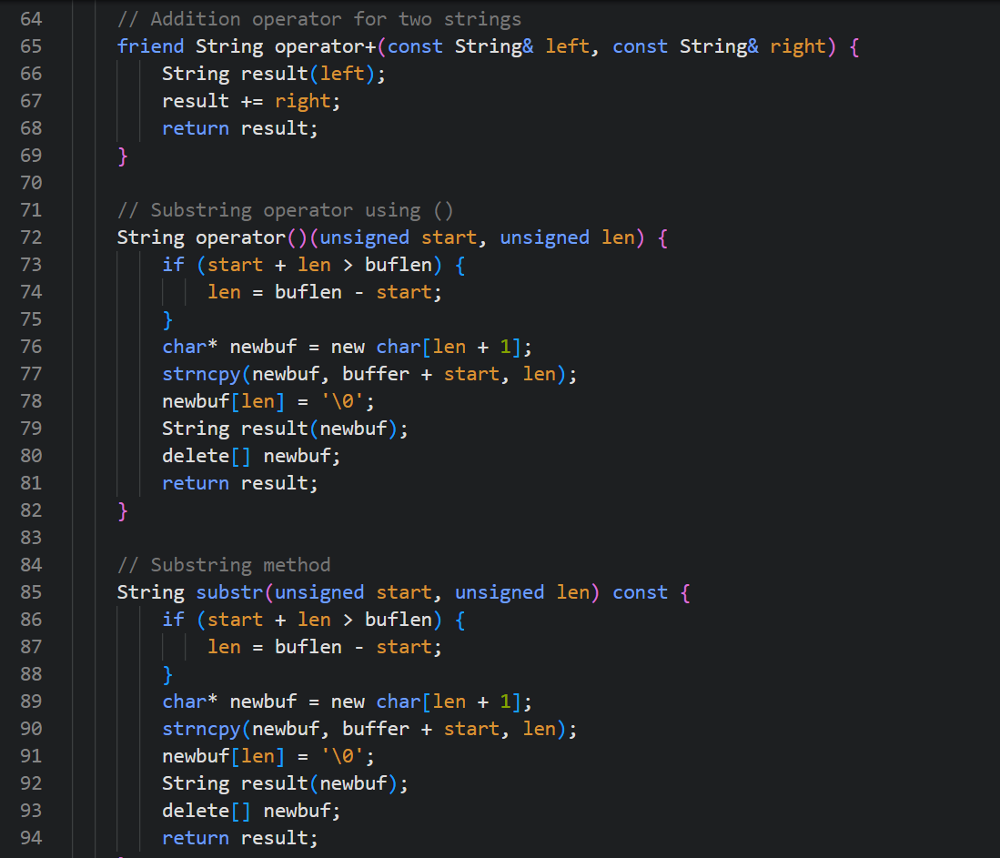 64 // Addition operator for two strings
65 friend String operator+(const String& left, const String& right) {
66 String result(left);
67 result += right;
68 return result;
69 }
70
71 // Substring operator using ()
72 String operator()(unsigned start, unsigned len) {
73 if (start + len > buflen) {
74 len = buflen - start;
75 }
76 char* newbuf = new char[len + 1];
77 strncpy(newbuf, buffer + start, len);
78 newbuf[len] = '\0';
79 String result(newbuf);
80 delete[] newbuf;
81 return result;
82 }
83
84 // Substring method
85 String substr(unsigned start, unsigned len) const {
86 if (start + len > buflen) {
87 len = buflen - start;
88 }
89 char* newbuf = new char[len + 1];
90 strncpy(newbuf, buffer + start, len);
91 newbuf[len] = '\0';
92 String result(newbuf);
93 delete[] newbuf;
94 return result;